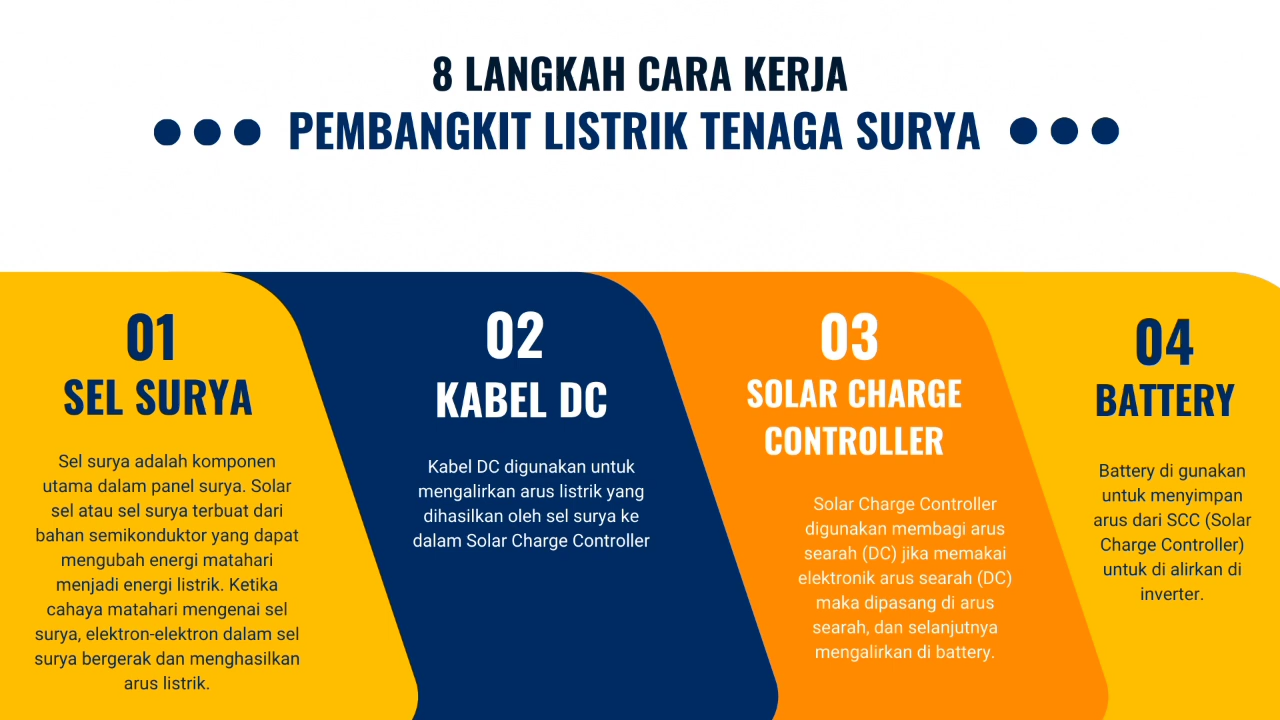 8 LANGKAH CARA KERJA
PEMBANGKIT LISTRIK TENAGA SURYA
01
SEL SURYA
Sel surya adalah komponen
utama dalam panel surya. Solar
sel atau sel surya terbuat dari
bahan semikonduktor yang dapat
mengubah energi matahari
menjadi energi listrik. Ketika
cahaya matahari mengenai sel
surya, elektron-elektron dalam sel
surya bergerak dan menghasilkan
arus listrik.
02
KABEL DC
Kabel DC digunakan untuk
mengalirkan arus listrik yang
dihasilkan oleh sel surya ke
dalam Solar Charge Controller
03
SOLAR CHARGE
CONTROLLER
Solar Charge Controller
digunakan membagi arus
searah (DC) jika memakai
elektronik arus searah (DC)
maka dipasang di arus
searah, dan selanjutnya
mengalirkan di battery.
04
BATTERY
Battery di gunakan
untuk menyimpan
arus dari SCC (Solar
Charge Controller)
untuk di alirkan di
inverter.